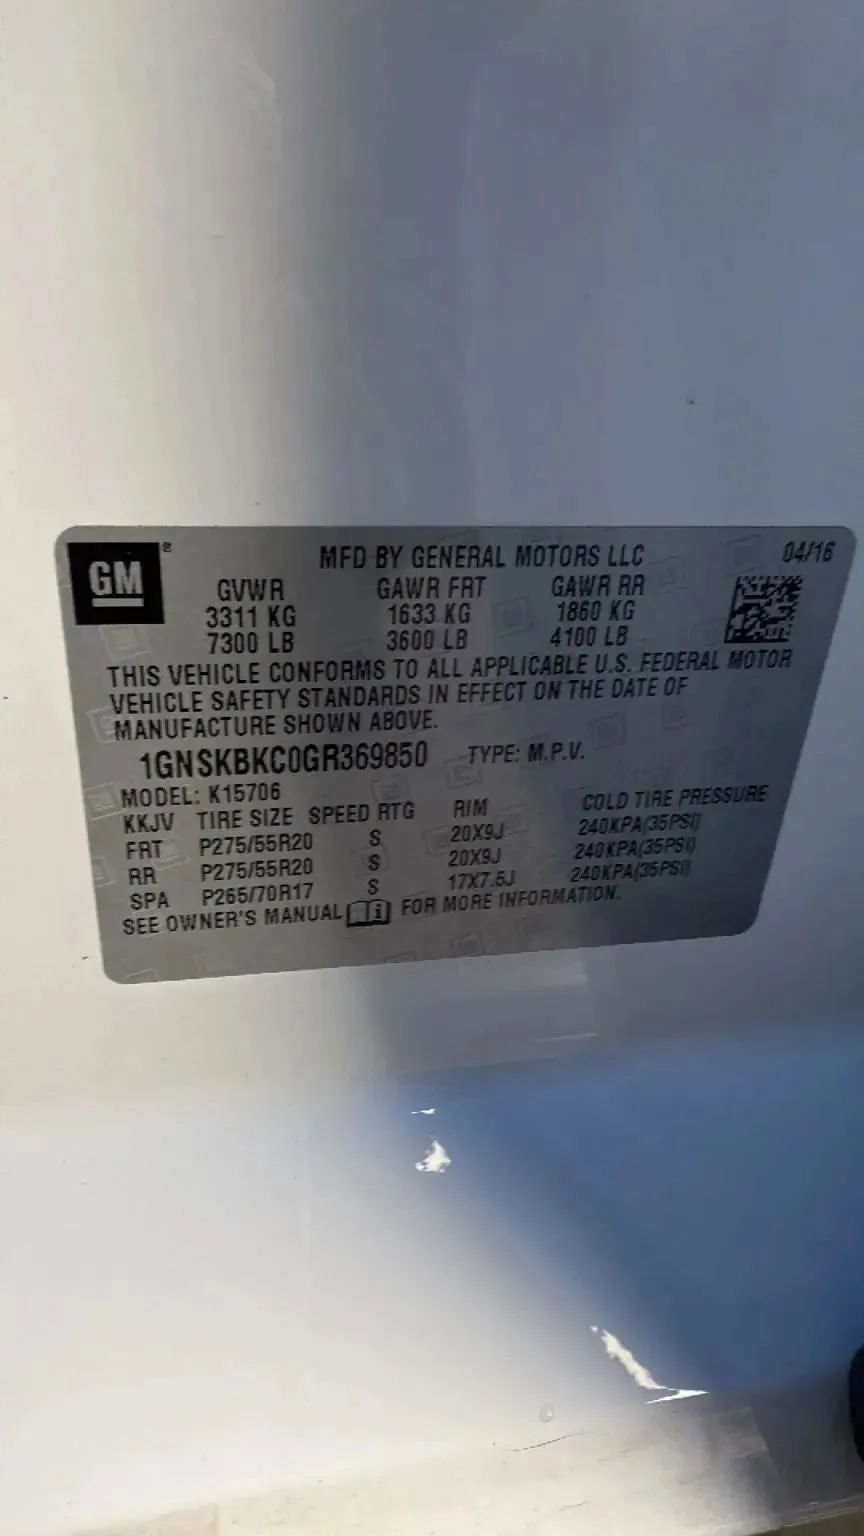 GM ® MFD BY GENERAL MOTORS LLC 04/16
GVWR GAWR FRT GAWR RR
3311 KG 1633 KG 1860 KG
7300 LB 3600 LB 4100 LB
THIS VEHICLE CONFORMS TO ALL APPLICABLE U.S. FEDERAL MOTOR
VEHICLE SAFETY STANDARDS IN EFFECT ON THE DATE OF
MANUFACTURE SHOWN ABOVE.
1GNSKBKC0GR369850 TYPE: M.P.V.
MODEL: K15706
KKJV TIRE SIZE SPEED RTG RIM COLD TIRE PRESSURE
FRT P275/55R20 S 20X9J 240KPA(35PSI)
RR P275/55R20 S 20X9J 240KPA(35PSI)
SPA P265/70R17 S 17X7.5J 240KPA(35PSI)
SEE OWNER'S MANUAL i FOR MORE INFORMATION.